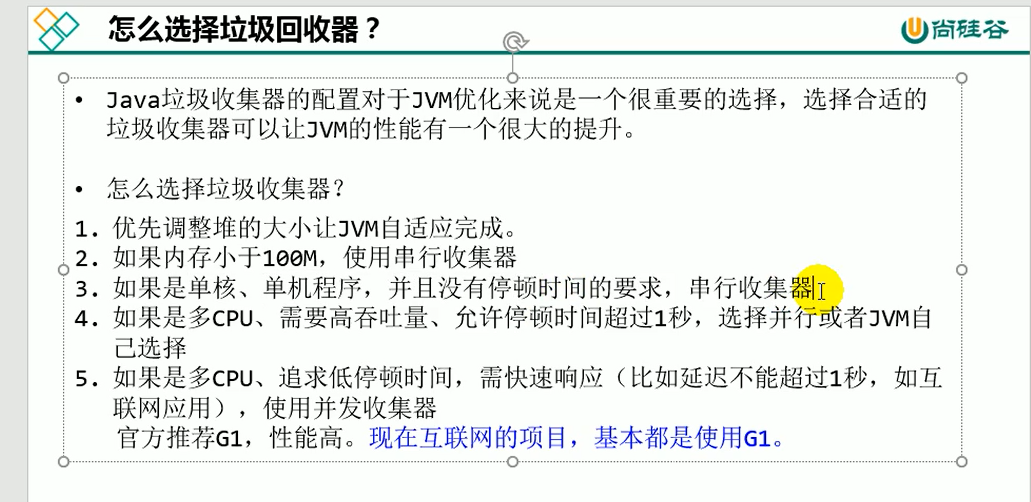 怎么选择垃圾回收器？
尚硅谷
• Java垃圾收集器的配置对于JVM优化来说是一个很重要的选择，选择合适的
垃圾收集器可以让JVM的性能有一个很大的提升。
• 怎么选择垃圾收集器？
1. 优先调整堆的大小让JVM自适应完成。
2. 如果内存小于100M，使用串行收集器
3. 如果是单核、单机程序，并且没有停顿时间的要求，串行收集器
4. 如果是多CPU、需要高吞吐量、允许停顿时间超过1秒，选择并行或者JVM自
己选择
5. 如果是多CPU、追求低停顿时间，需快速响应（比如延迟不能超过1秒，如互
联网应用），使用并发收集器
官方推荐G1，性能高。现在互联网的项目，基本都是使用G1。